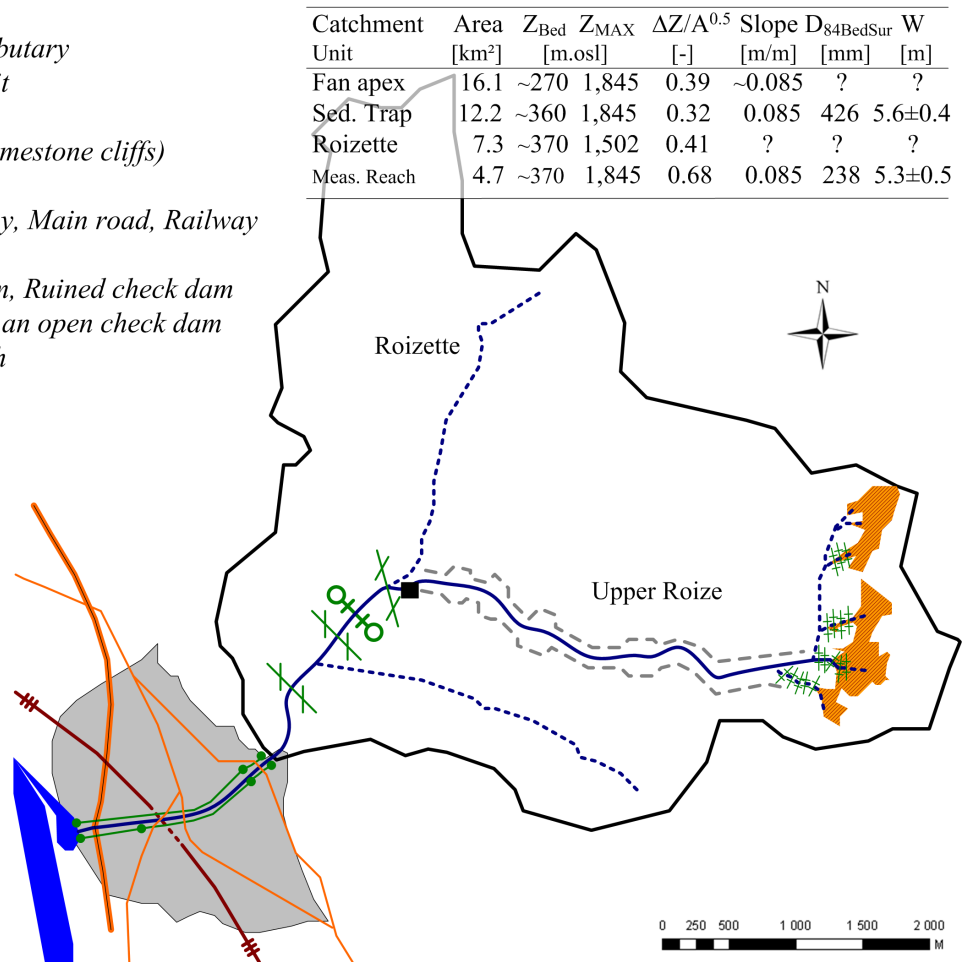 Catchment Area Z_Bed Z_MAX ΔZ/A^0.5 Slope D_84BedSur W
Unit [km²] [m.osl] [-] [m/m] [mm] [m]
Fan apex 16.1 ~270 1,845 0.39 ~0.085 ? ?
Sed. Trap 12.2 ~360 1,845 0.32 0.085 426 5.6±0.4
Roizette 7.3 ~370 1,502 0.41 ? ? ?
Meas. Reach 4.7 ~370 1,845 0.68 0.085 238 5.3±0.5
butary
it
mestone cliffs)
y, Main road, Railway
n, Ruined check dam
an open check dam
h
N
Roizette
Upper Roize
0 250 500 1 000 1 500 2 000
M